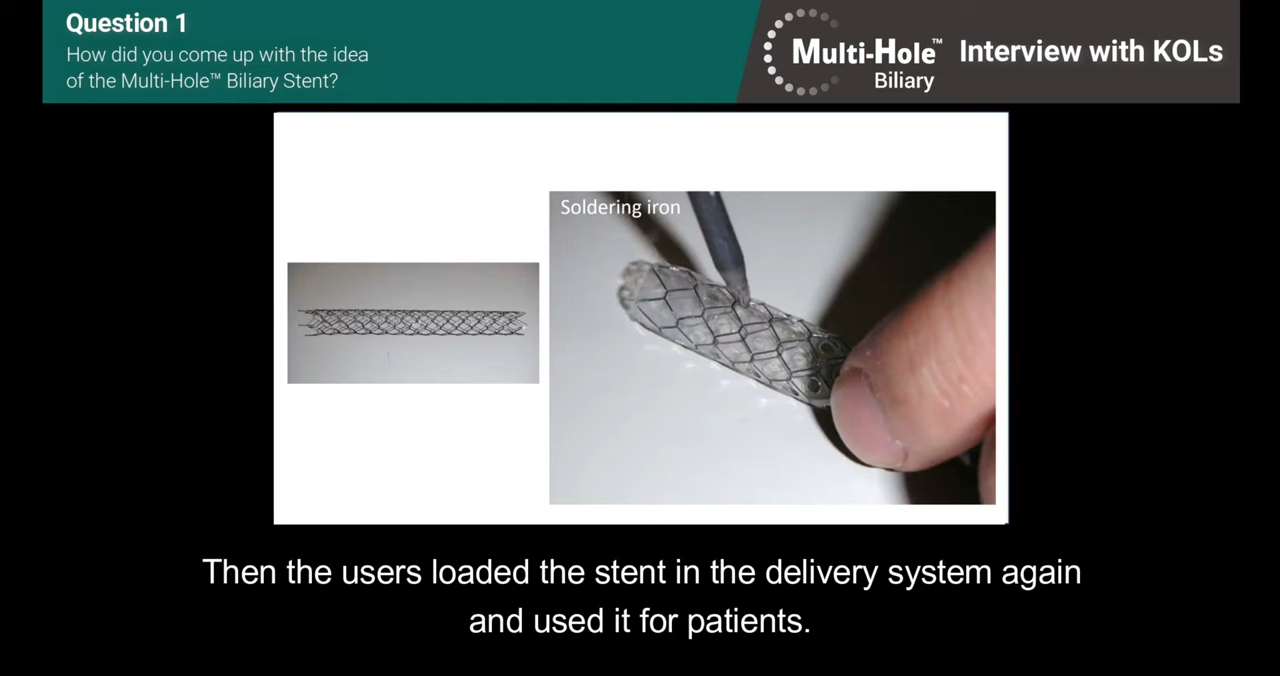 Question 1
How did you come up with the idea
of the Multi-Hole™ Biliary Stent?
Multi-Hole™
Biliary
Interview with KOLs
Soldering iron
Then the users loaded the stent in the delivery system again
and used it for patients.